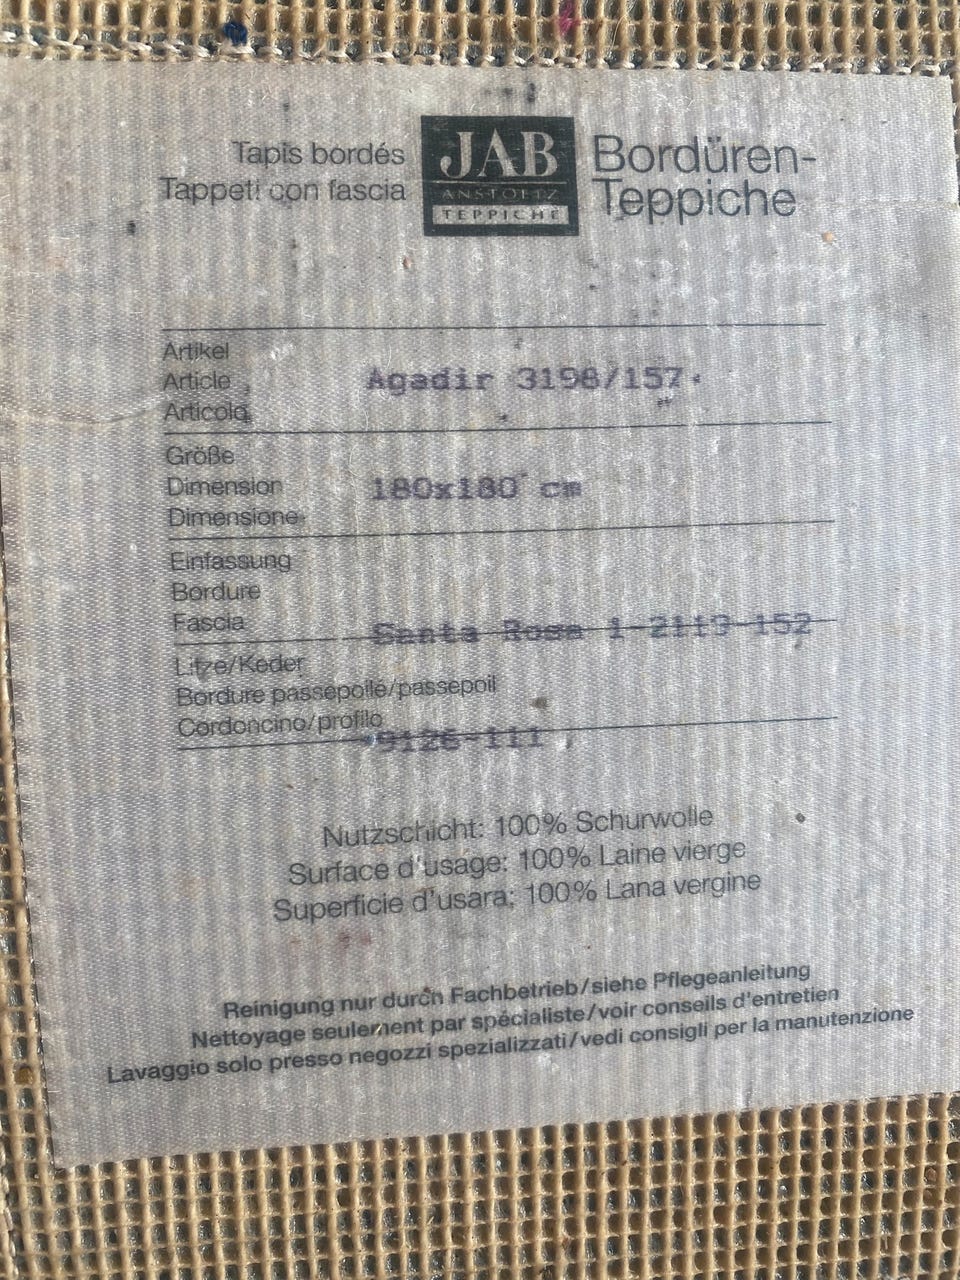 Tapis bordés
Tappeti con fascia
JAB
ANSTOETZ
TEPPICHE
Bordüren-
Teppiche
Artikel
Article
Articolo
Agadir 3198/157
Größe
Dimension
Dimensione
180x180 cm
Einfassung
Bordure
Fascia
Santa Rosa 1-2113-152
Litze/Keder
Bordure passepoilé/passepoil
Cordoncino/profilo
9126-111
Nutzschicht: 100% Schurwolle
Surface d'usage: 100% Laine vierge
Superficie d'usara: 100% Lana vergine
Reinigung nur durch Fachbetrieb/siehe Pflegeanleitung
Nettoyage seulement par spécialiste/voir conseils d'entretien
Lavaggio solo presso negozzi spezializzati/vedi consigli per la manutenzione